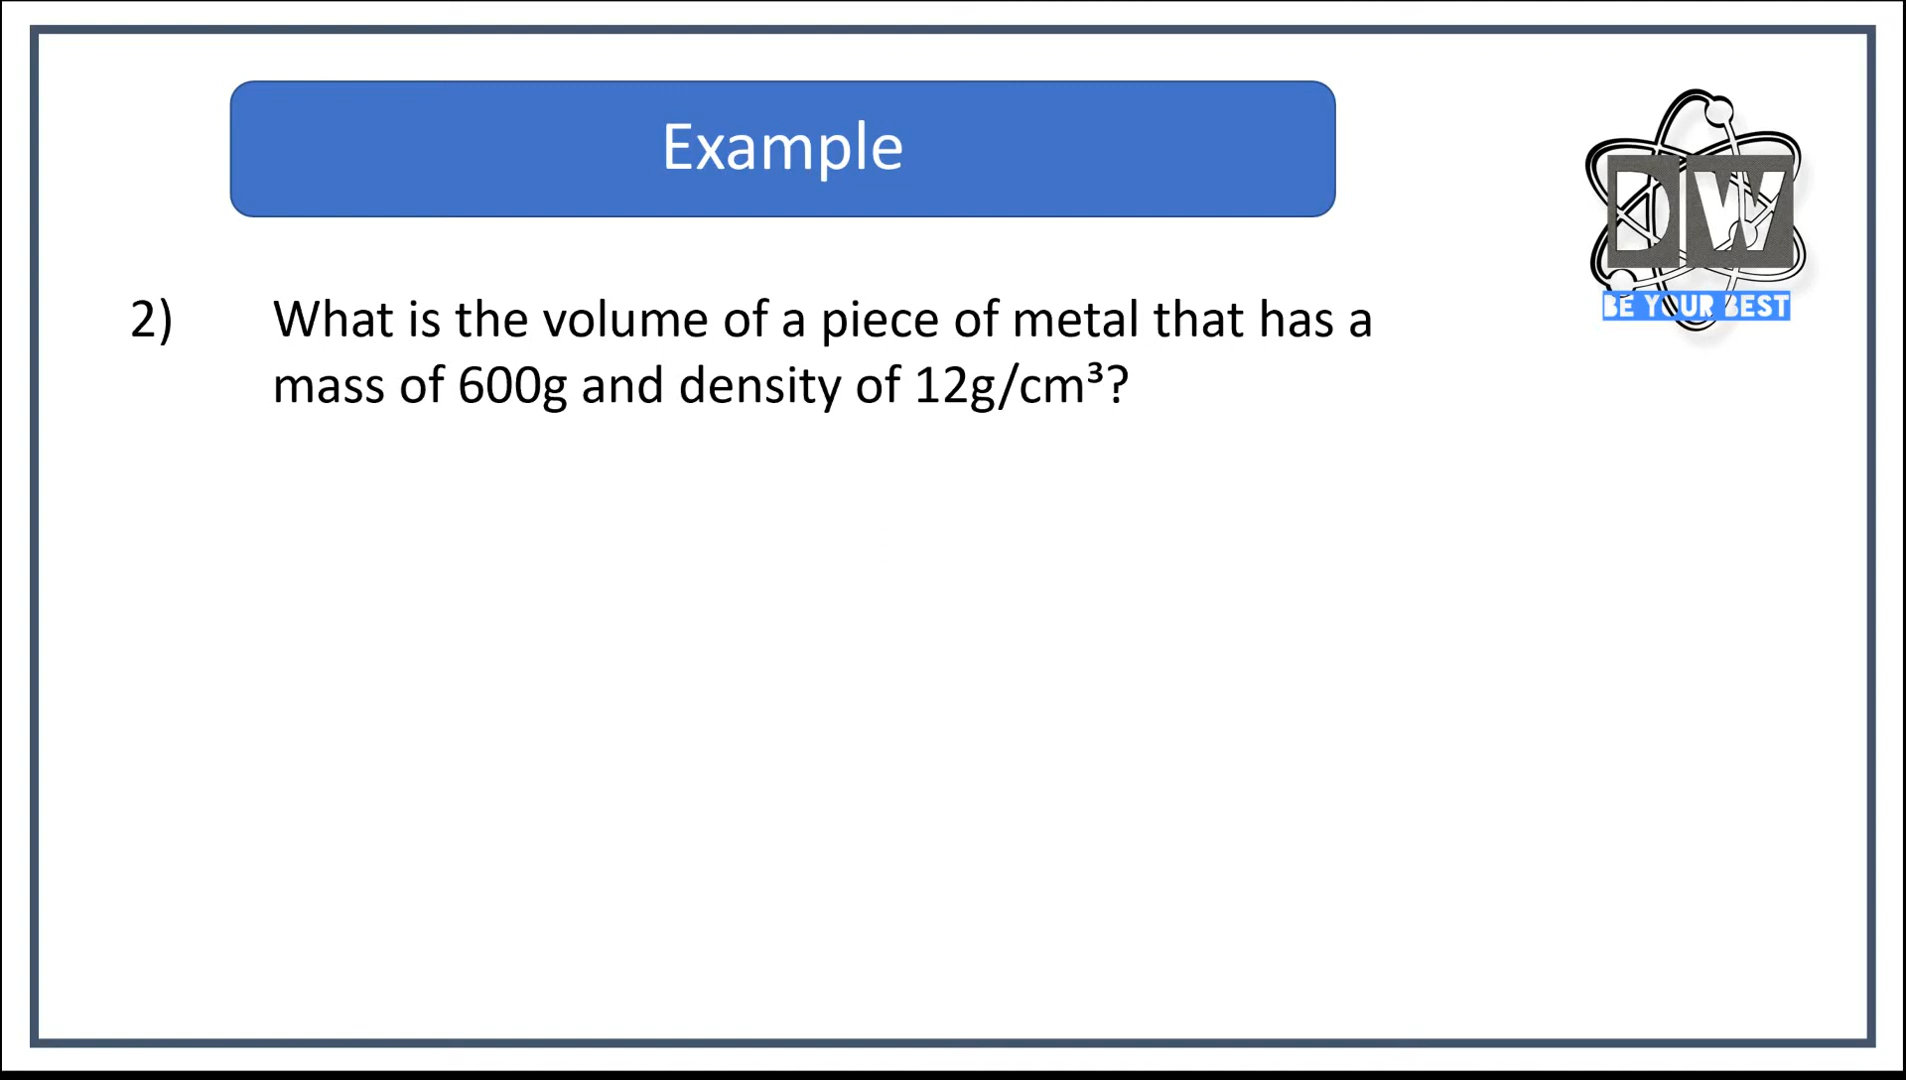 Example
DW
BE YOUR BEST
2) What is the volume of a piece of metal that has a
mass of 600g and density of 12g/cm³?